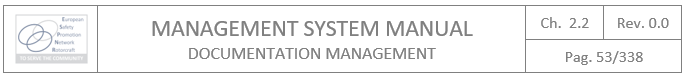 European
Safety
Promotion
Network
Rotorcraft
TO SERVE THE COMMUNITY
MANAGEMENT SYSTEM MANUAL
DOCUMENTATION MANAGEMENT
Ch. 2.2
Rev. 0.0
Pag. 53/338